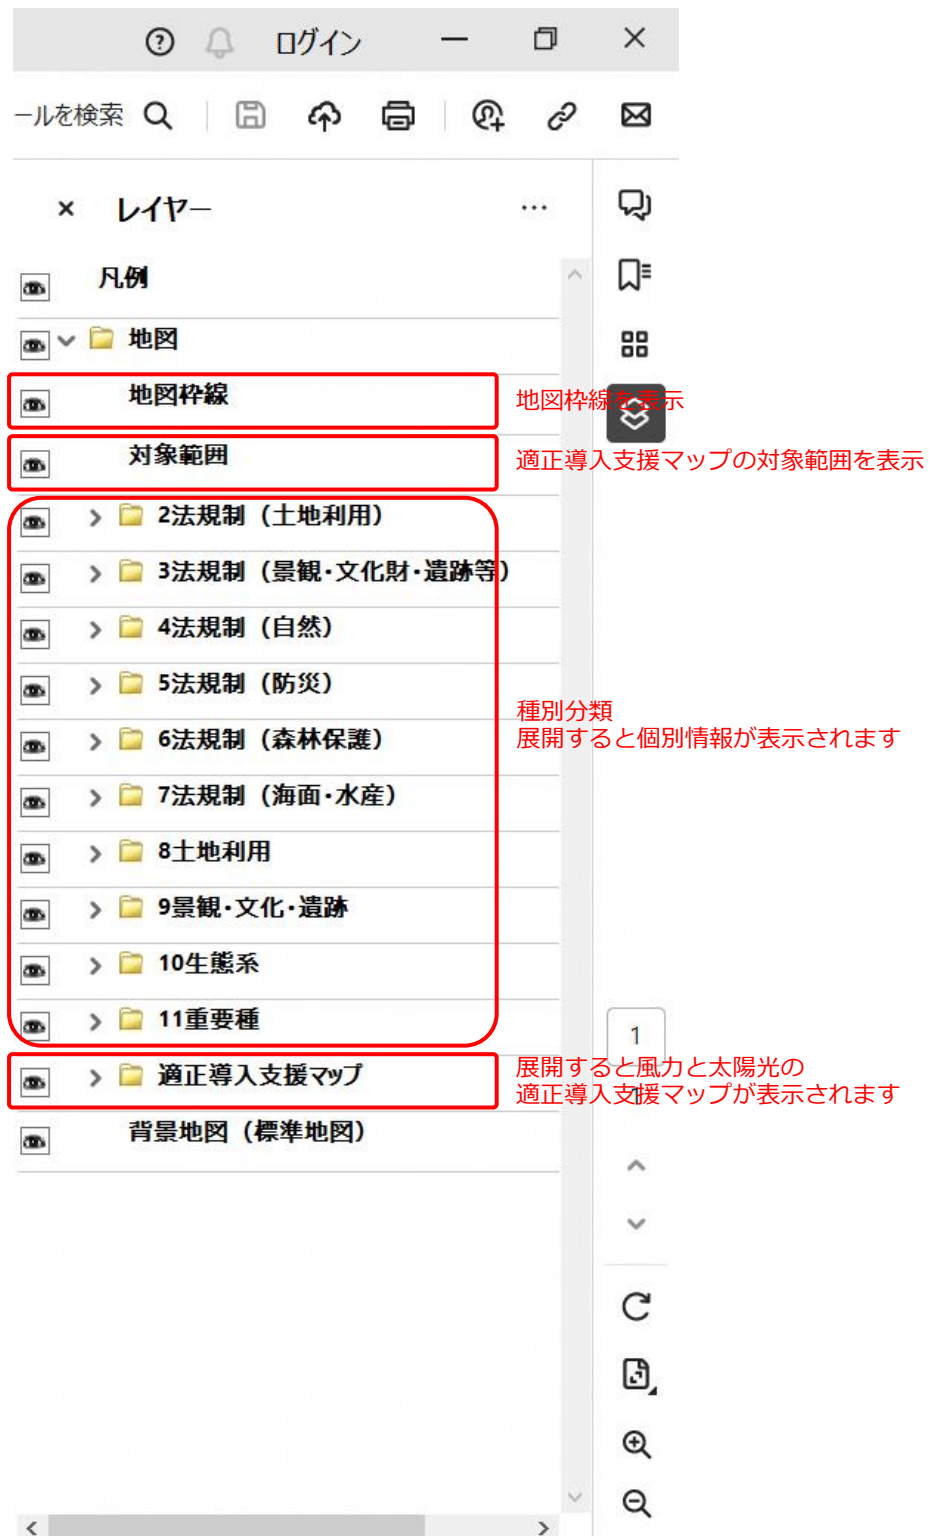 ログイン
ールを検索
レイヤー
凡例
地図
地図枠線
地図枠線を表示
対象範囲
適正導入支援マップの対象範囲を表示
2法規制（土地利用）
3法規制（景観・文化財・遺跡等）
4法規制（自然）
5法規制（防災）
6法規制（森林保護）
種別分類
展開すると個別情報が表示されます
7法規制（海面・水産）
8土地利用
9景観・文化・遺跡
10生態系
11重要種
1
適正導入支援マップ
展開すると風力と太陽光の
適正導入支援マップが表示されます
1
背景地図（標準地図）